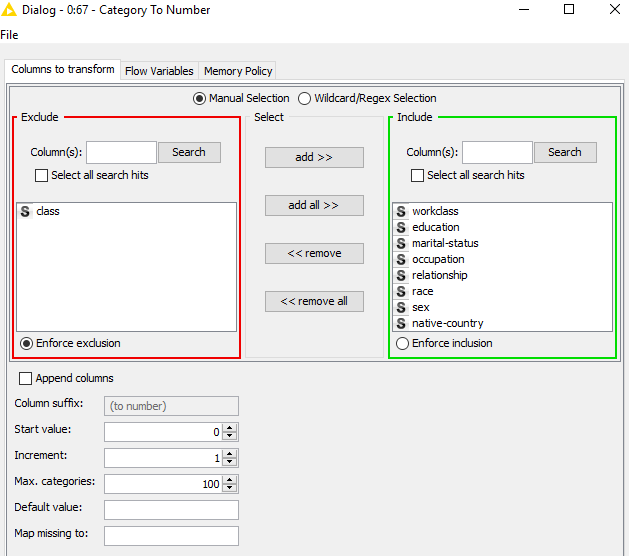 Dialog - 0:67 - Category To Number
File
Columns to transform Flow Variables Memory Policy
Manual Selection Wildcard/Regex Selection
Exclude
Column(s): Search
Select all search hits
S class
Enforce exclusion
Select
add >>
add all >>
<< remove
<< remove all
Include
Column(s): Search
Select all search hits
S workclass
S education
S marital-status
S occupation
S relationship
S race
S sex
S native-country
Enforce inclusion
Append columns
Column suffix: (to number)
Start value: 0
Increment: 1
Max. categories: 100
Default value:
Map missing to: